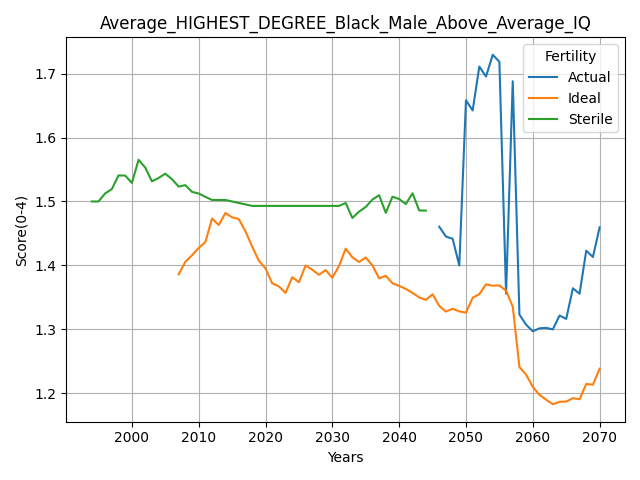 Average_HIGHEST_DEGREE_Black_Male_Above_Average_IQ
Fertility
Actual
Ideal
Sterile
Score(0-4)
1.7
1.6
1.5
1.4
1.3
1.2
2000 2010 2020 2030 2040 2050 2060 2070
Years